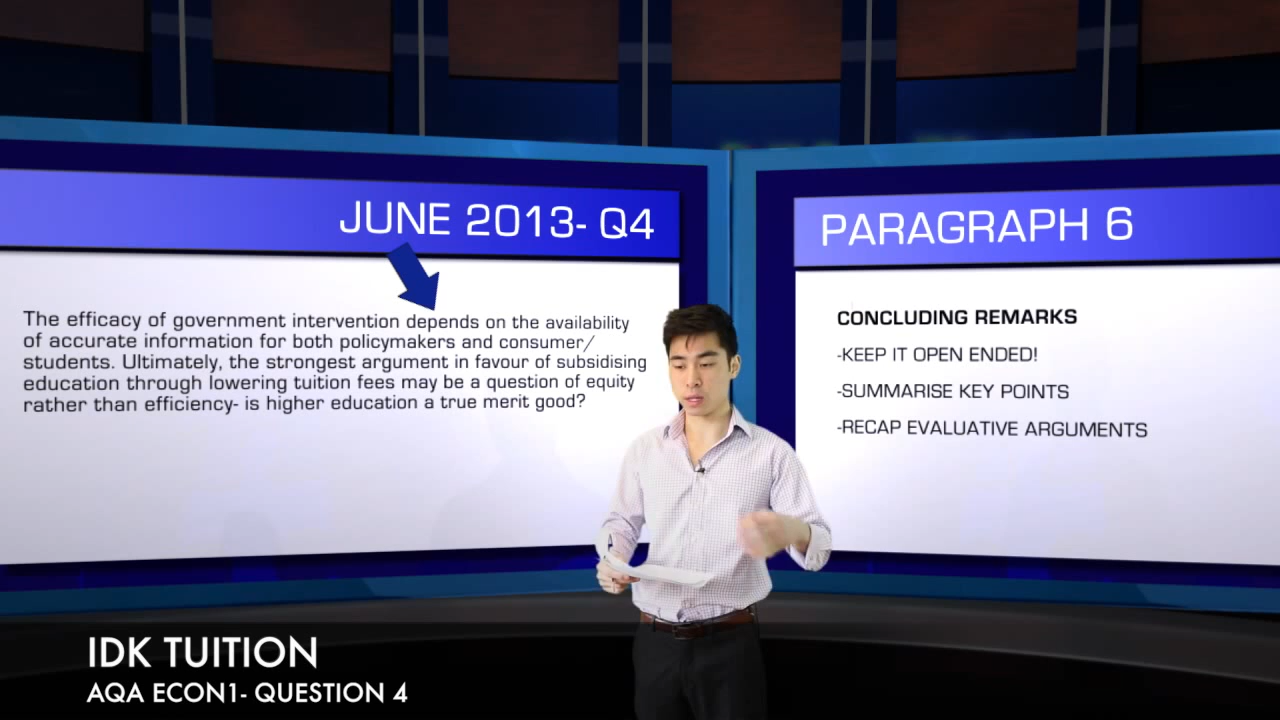 JUNE 2013- Q4
The efficacy of government intervention depends on the availability
of accurate information for both policymakers and consumer/
students. Ultimately, the strongest argument in favour of subsidising
education through lowering tuition fees may be a question of equity
rather than efficiency- is higher education a true merit good?
PARAGRAPH 6
CONCLUDING REMARKS
-KEEP IT OPEN ENDED!
-SUMMARISE KEY POINTS
-RECAP EVALUATIVE ARGUMENTS
IDK TUITION
AQA ECON1- QUESTION 4